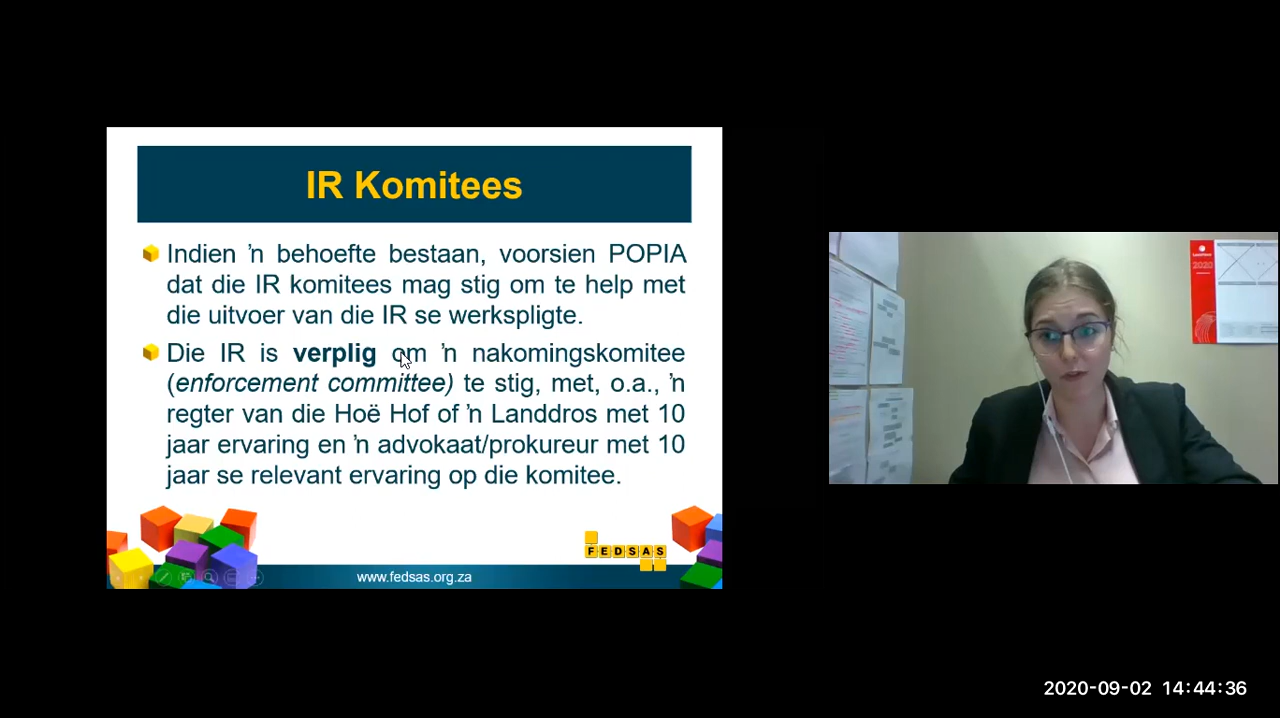 IR Komitees
Indien ’n behoefte bestaan, voorsien POPIA
dat die IR komitees mag stig om te help met
die uitvoer van die IR se werkspligte.
Die IR is verplig om ’n nakomingskomitee
(enforcement committee) te stig, met, o.a., ’n
regter van die Hoë Hof of ’n Landdros met 10
jaar ervaring en ’n advokaat/prokureur met 10
jaar se relevant ervaring op die komitee.
FEDSAS
www.fedsas.org.za
2020
2020-09-02 14:44:36